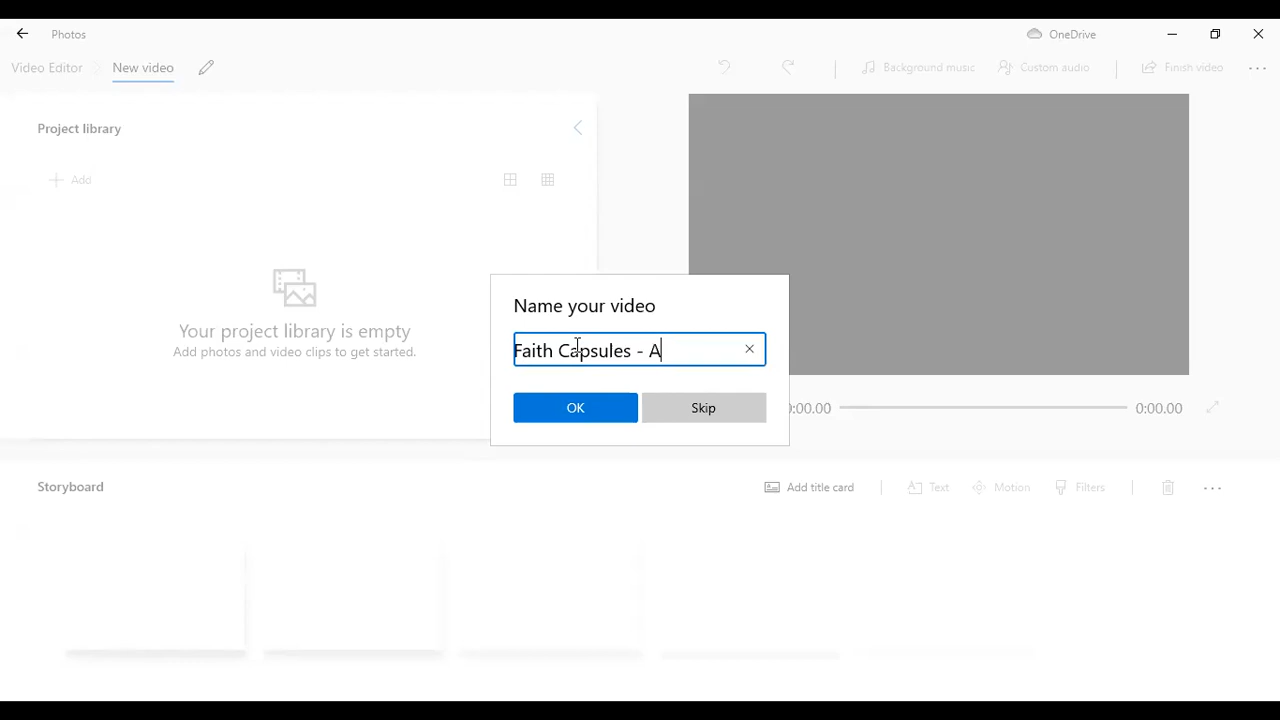 Photos
OneDrive
Video Editor
New video
Background music
Custom audio
Finish video
Project library
Add
Your project library is empty
Add photos and video clips to get started.
Name your video
Faith Capsules - A
OK
Skip
0:00.00
0:00.00
Storyboard
Add title card
Text
Motion
Filters